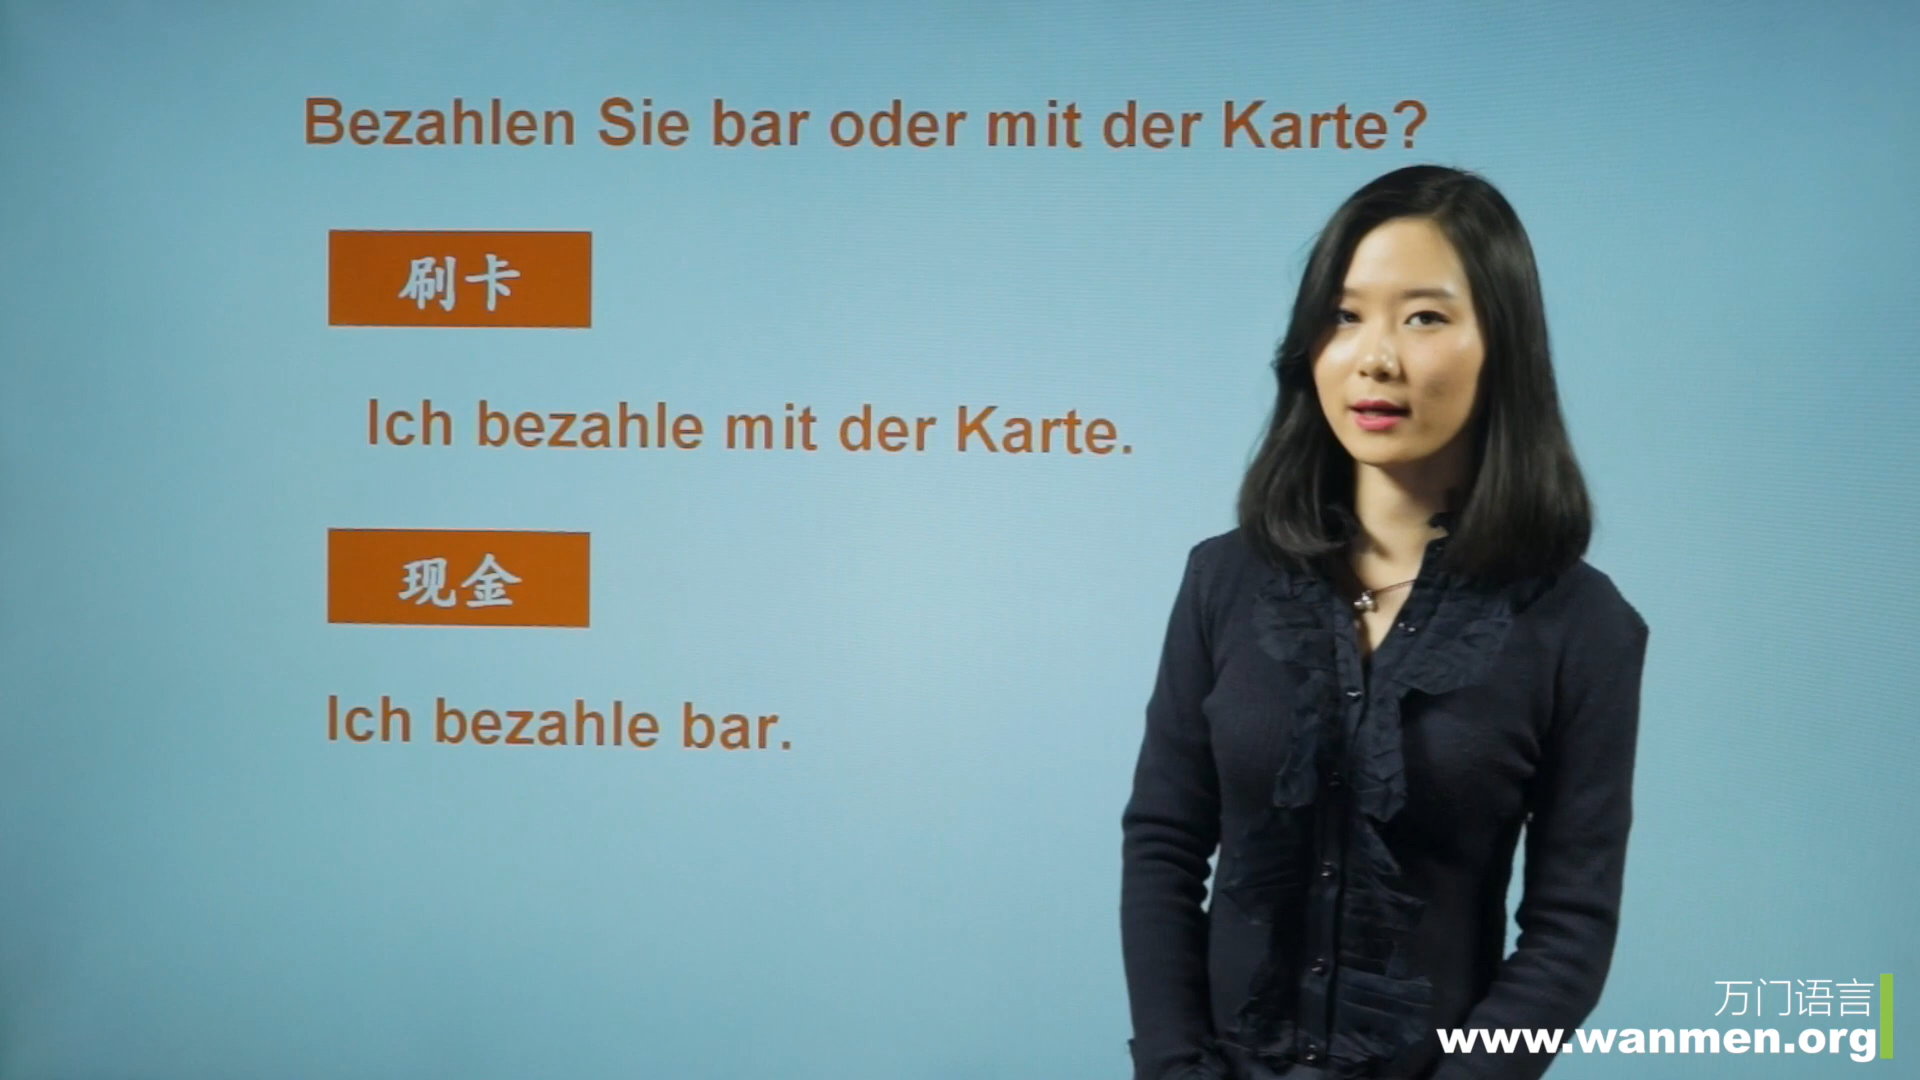 Bezahlen Sie bar oder mit der Karte?
刷卡
Ich bezahle mit der Karte.
现金
Ich bezahle bar.
万门语言
www.wanmen.org